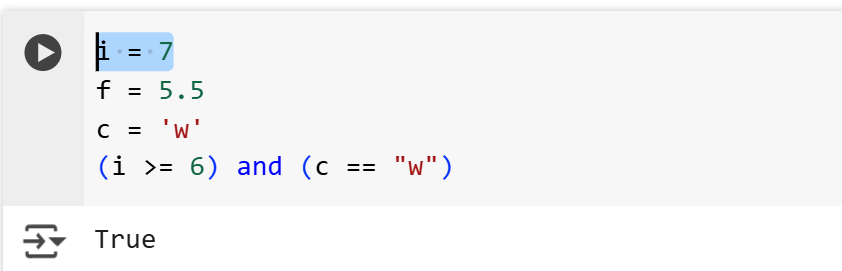 i = 7
f = 5.5
c = 'w'
(i >= 6) and (c == "w")
True